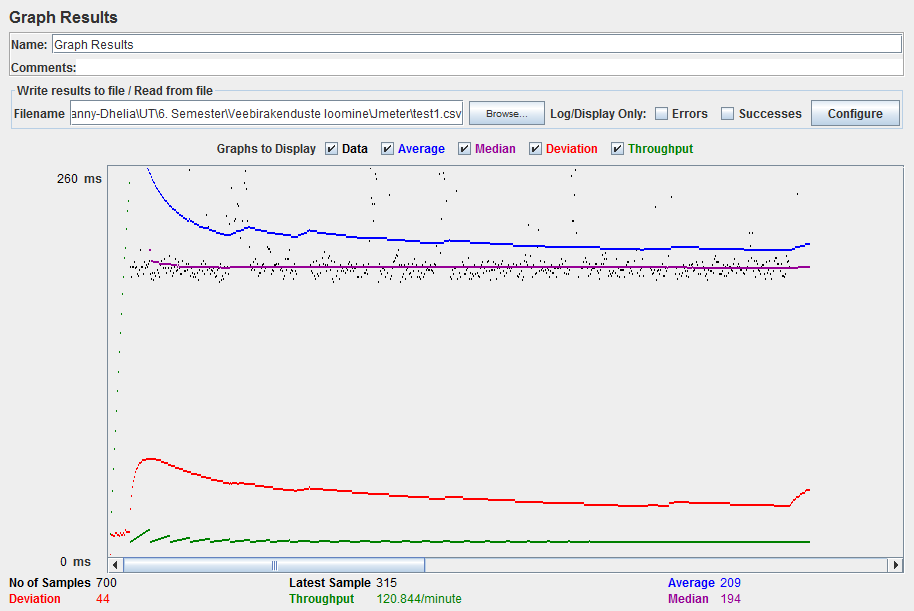 Graph Results
Name: Graph Results
Comments:
Write results to file / Read from file
Filename anny-Dhelia\UT\6. Semester\Veebirakenduste loomine\Jmeter\test1.csv Browse... Log/Display Only: Errors Successes Configure
Graphs to Display Data Average Median Deviation Throughput
260 ms
0 ms
No of Samples 700 Latest Sample 315 Average 209
Deviation 44 Throughput 120.844/minute Median 194